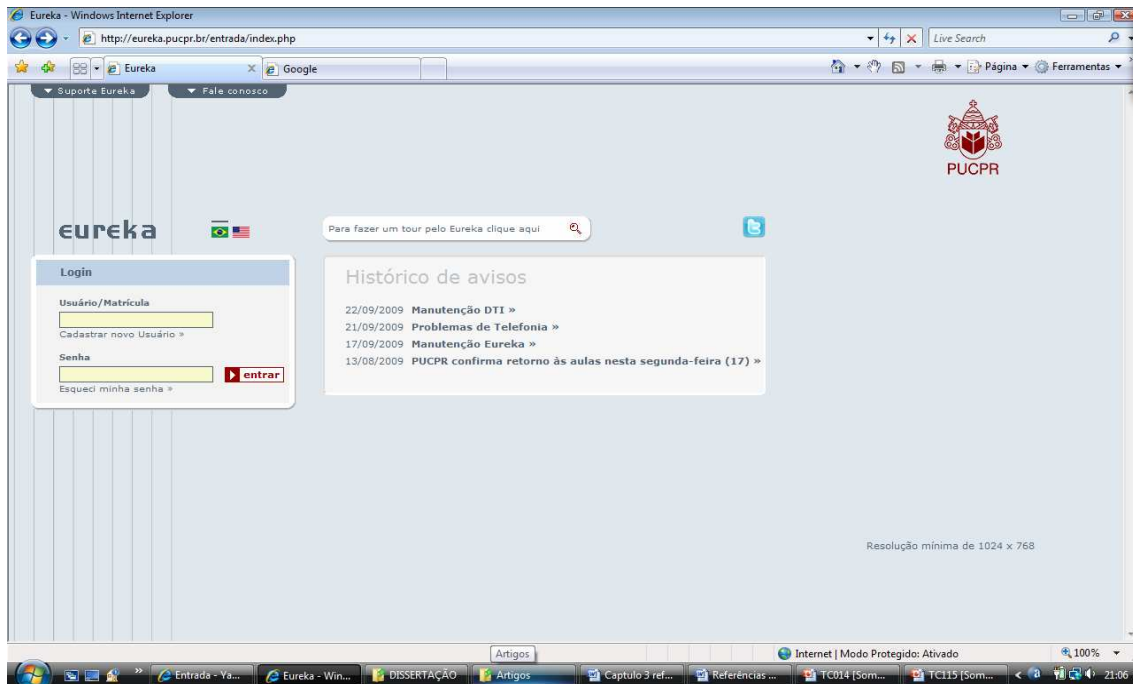 Eureka - Windows Internet Explorer
http://eureka.pucpr.br/entrada/index.php
Live Search
Eureka
Google
Página
Ferramentas
Suporte Eureka
Fale conosco
PUCPR
eureka
Para fazer um tour pelo Eureka clique aqui
Login
Histórico de avisos
Usuário/Matrícula
Cadastrar novo Usuário »
Senha
entrar
Esqueci minha senha »
22/09/2009 Manutenção DTI »
21/09/2009 Problemas de Telefonia »
17/09/2009 Manutenção Eureka »
13/08/2009 PUCPR confirma retorno às aulas nesta segunda-feira (17) »
Resolução mínima de 1024 x 768
Artigos
Internet | Modo Protegido: Ativado
100%
Entrada - Ya...
Eureka - Win...
DISSERTAÇÃO
Artigos
Captulo 3 ref...
Referências ...
TC014 [Som...
TC115 [Som...
21:06